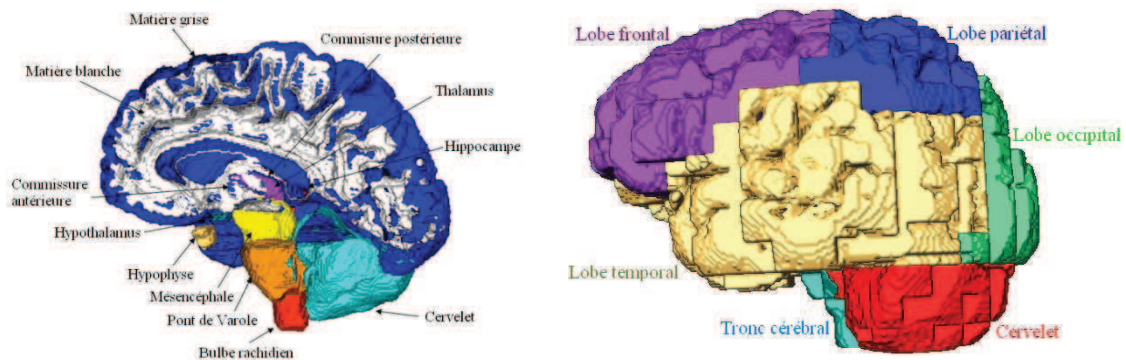 Matière grise
Commisure postérieure
Matière blanche
Thalamus
Hippocampe
Commissure
antérieure
Hypothalamus
Hypophyse
Mésencéphale
Pont de Varole
Cervelet
Bulbe rachidien
Lobe frontal
Lobe pariétal
Lobe occipital
Lobe temporal
Tronc cérébral
Cervelet